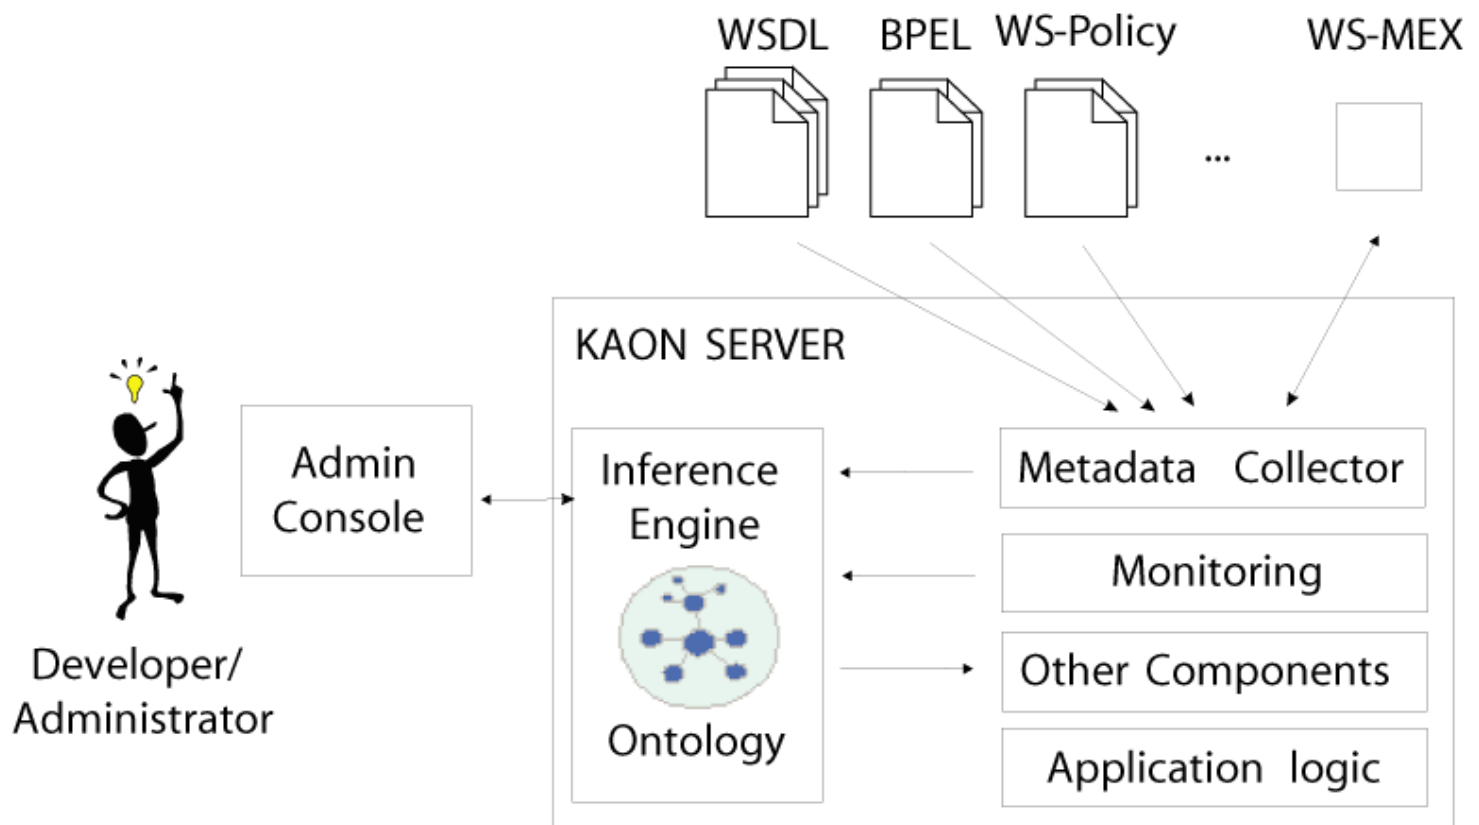 WSDL BPEL WS-Policy WS-MEX
...
KAON SERVER
Admin
Console
Inference
Engine
Ontology
Metadata Collector
Monitoring
Other Components
Application logic
Developer/
Administrator